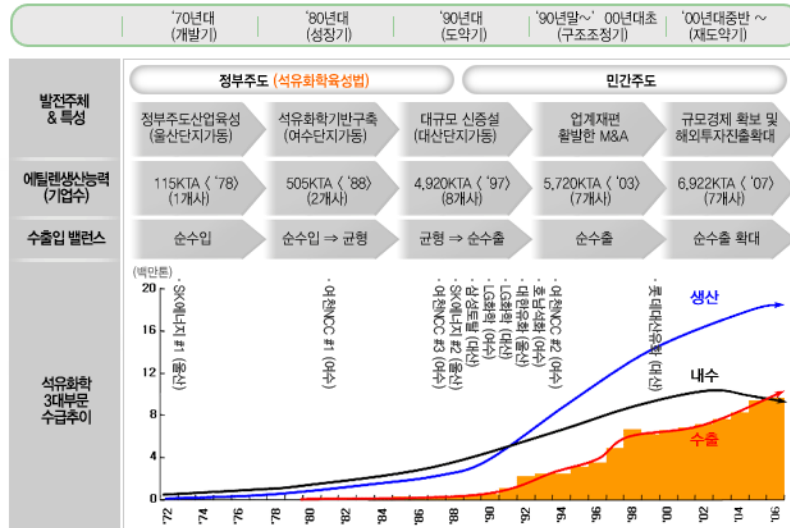 '70년대 '80년대 '90년대 '90년말~' 00년대초 '00년대중반 ~
(개발기) (성장기) (도약기) (구조조정기) (재도약기)
정부주도 (석유화학육성법) 민간주도
발전주체
& 특성
정부주도산업육성 석유화학기반구축 대규모 신증설 업계재편 규모경제 확보 및
(울산단지가동) (여수단지가동) (대산단지가동) 활발한 M&A 해외투자진출확대
에틸렌생산능력
(기업수)
115KTA < '78> 505KTA < '88> 4,920KTA < '97> 5,720KTA < '03> 6,922KTA < '07>
(1개사) (2개사) (8개사) (7개사) (7개사)
수출입 밸런스 순수입 순수입 ⇒ 균형 균형 ⇒ 순수출 순수출 순수출 확대
석유화학
3대부문
수급추이
(백만톤)
20
16
12
8
4
0
· SK에너지 #1 (울산)
· 여천NCC #1 (여수)
· 여천NCC #3 (여수)
· SK에너지 #2 (울산)
· 삼성토탈 (대산)
· LG화학 (여수)
· LG화학 (대산)
· 대한유화 (울산)
· 호남석화 (여수)
· 여천NCC #2 (여수)
· 롯데대산유화 (대산)
생산
내수
수출
'72 '74 '76 '78 '80 '82 '84 '86 '88 '90 '92 '94 '96 '98 '00 '02 '04 '06